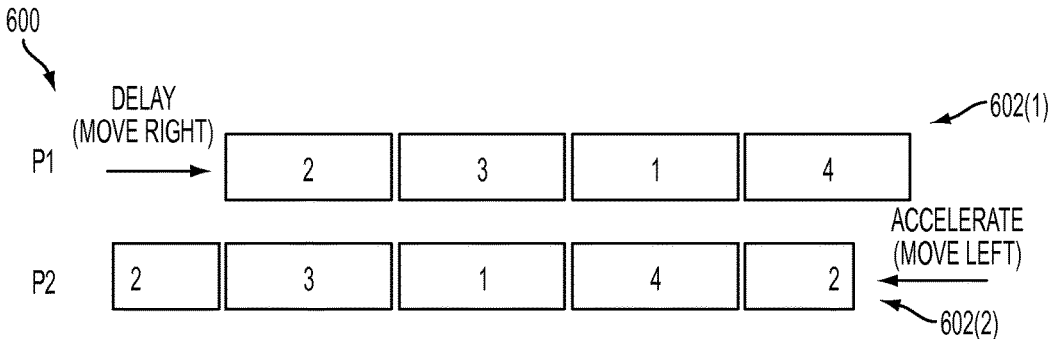 600
DELAY
(MOVE RIGHT)
602(1)
P1
2 3 1 4
ACCELERATE
(MOVE LEFT)
P2
2 3 1 4 2
602(2)